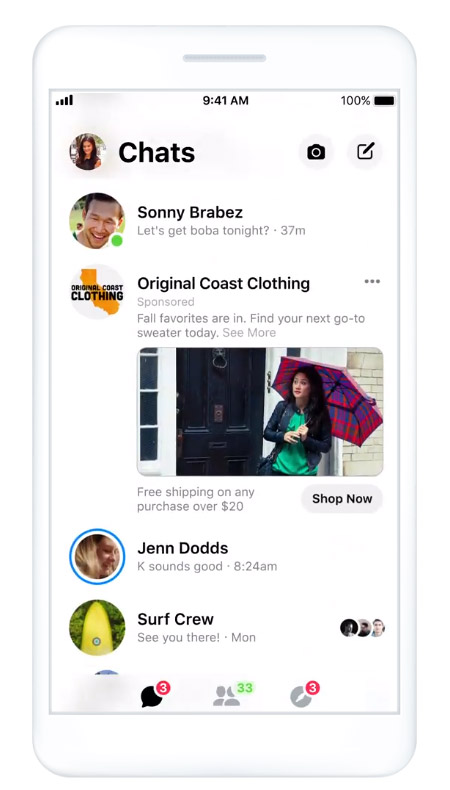 9:41 AM
100%
Chats
Sonny Brabez
Let's get boba tonight? · 37m
ORIGINAL COAST
CLOTHING
Original Coast Clothing
Sponsored
Fall favorites are in. Find your next go-to
sweater today. See More
Free shipping on any
purchase over $20
Shop Now
Jenn Dodds
K sounds good · 8:24am
Surf Crew
See you there! · Mon
3
33
3